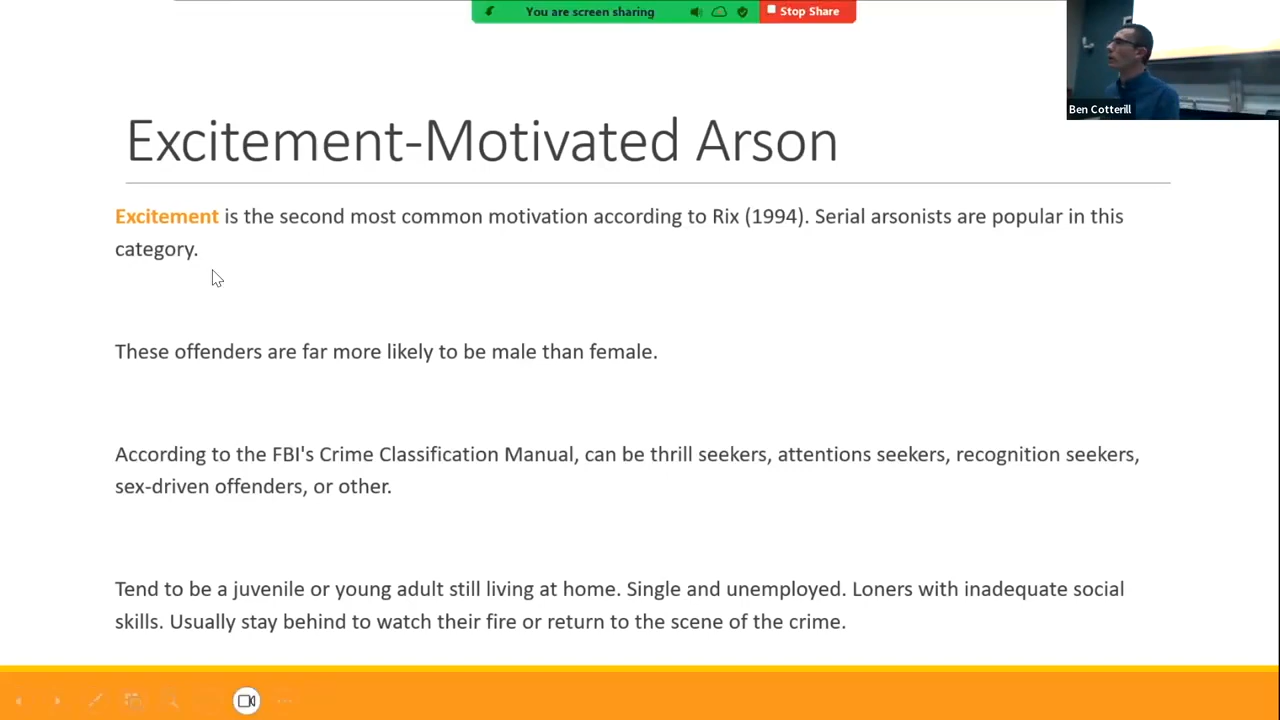 You are screen sharing
Stop Share
Ben Cotterill
Excitement-Motivated Arson
Excitement is the second most common motivation according to Rix (1994). Serial arsonists are popular in this
category.
These offenders are far more likely to be male than female.
According to the FBI's Crime Classification Manual, can be thrill seekers, attentions seekers, recognition seekers,
sex-driven offenders, or other.
Tend to be a juvenile or young adult still living at home. Single and unemployed. Loners with inadequate social
skills. Usually stay behind to watch their fire or return to the scene of the crime.